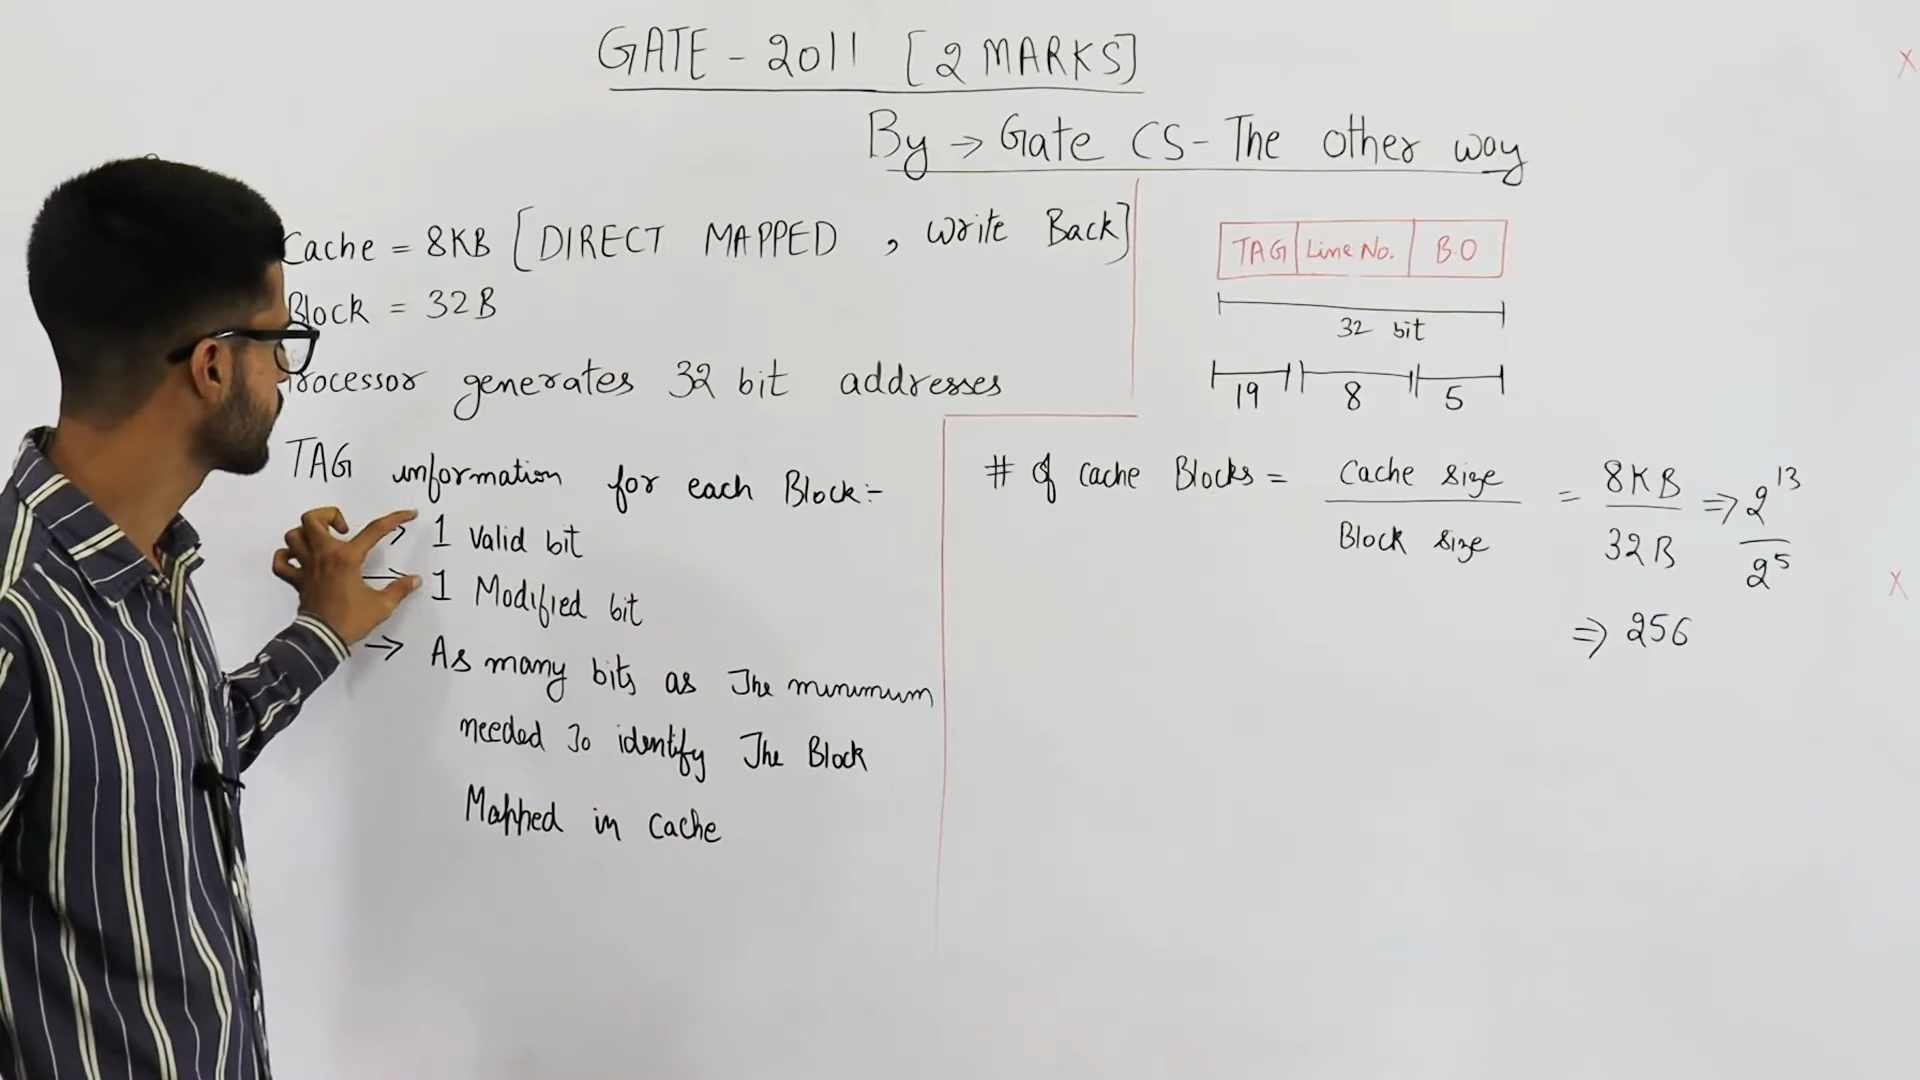 GATE - 2011 [2 MARKS]
By → Gate CS - The other way
Cache = 8KB [DIRECT MAPPED , Write Back]
Block = 32B
rocessor generates 32 bit addresses
TAG information for each Block:-
→ 1 Valid bit
→ 1 Modified bit
→ As many bits as The minimum
needed To identify The Block
Mapped in cache
TAG Line No. B.O
32 bit
19 8 5
# of cache Blocks = Cache size / Block size = 8KB / 32B ⇒ 2^13 / 2^5
⇒ 256
X
X